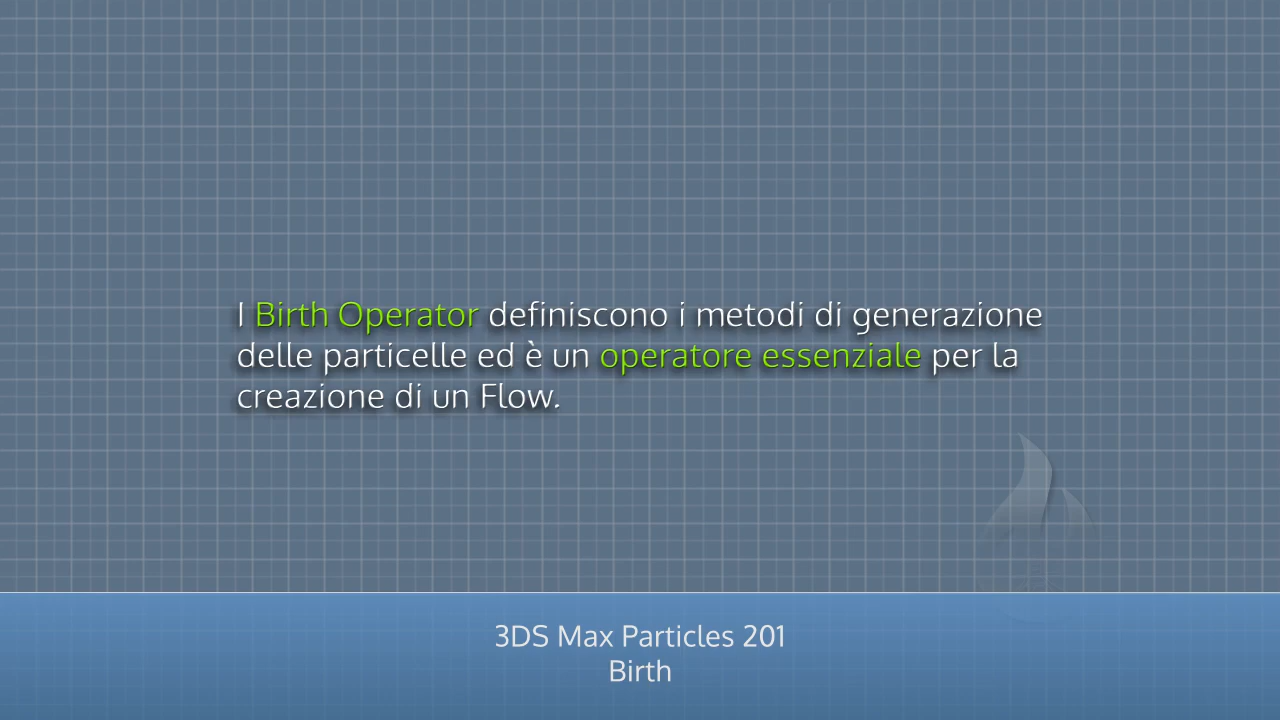 I Birth Operator definiscono i metodi di generazione
delle particelle ed è un operatore essenziale per la
creazione di un Flow.
3DS Max Particles 201
Birth